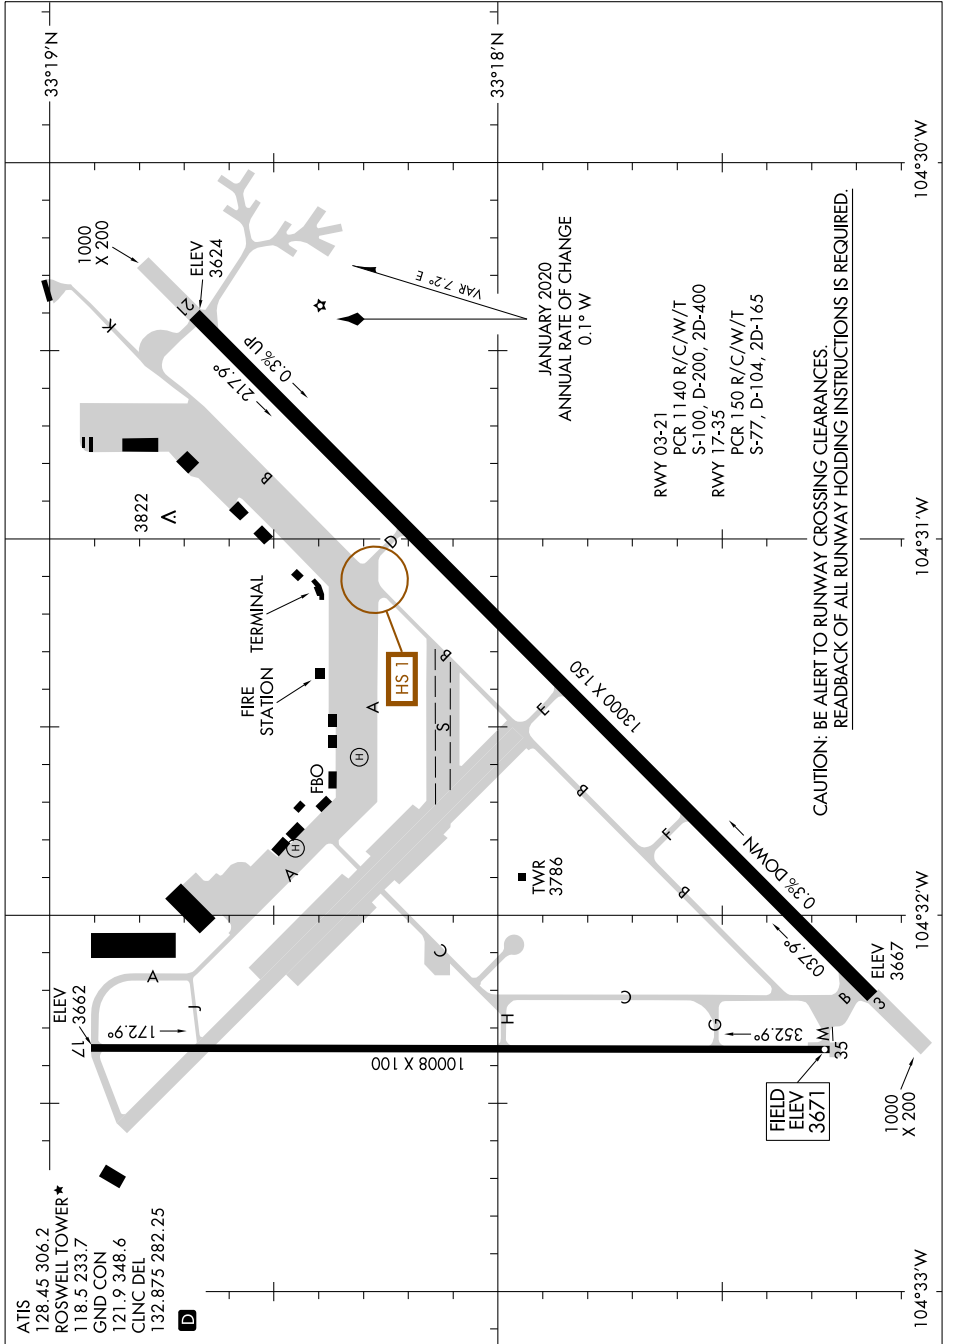 ATIS
128.45 306.2
ROSWELL TOWER★
118.5 233.7
GND CON
121.9 348.6
CLNC DEL
132.875 282.25
D
33°19'N
33°18'N
104°30'W
104°31'W
104°32'W
104°33'W
1000
X 200
ELEV
3624
21
K
217.9°
0.3% UP
B
3822
TERMINAL
FIRE
STATION
FBO
HS 1
D
A
H
H
A
S
B
E
13000 X 150
B
F
B
TWR
3786
C
A
J
ELEV
3662
17
172.9°
10008 X 100
H
C
G
352.9°
W
35
FIELD
ELEV
3671
B
3
ELEV
3667
037.9°
0.3% DOWN
1000
X 200
VAR 7.2° E
JANUARY 2020
ANNUAL RATE OF CHANGE
0.1° W
RWY 03-21
PCR 1140 R/C/W/T
S-100, D-200, 2D-400
RWY 17-35
PCR 150 R/C/W/T
S-77, D-104, 2D-165
CAUTION: BE ALERT TO RUNWAY CROSSING CLEARANCES.
READBACK OF ALL RUNWAY HOLDING INSTRUCTIONS IS REQUIRED.